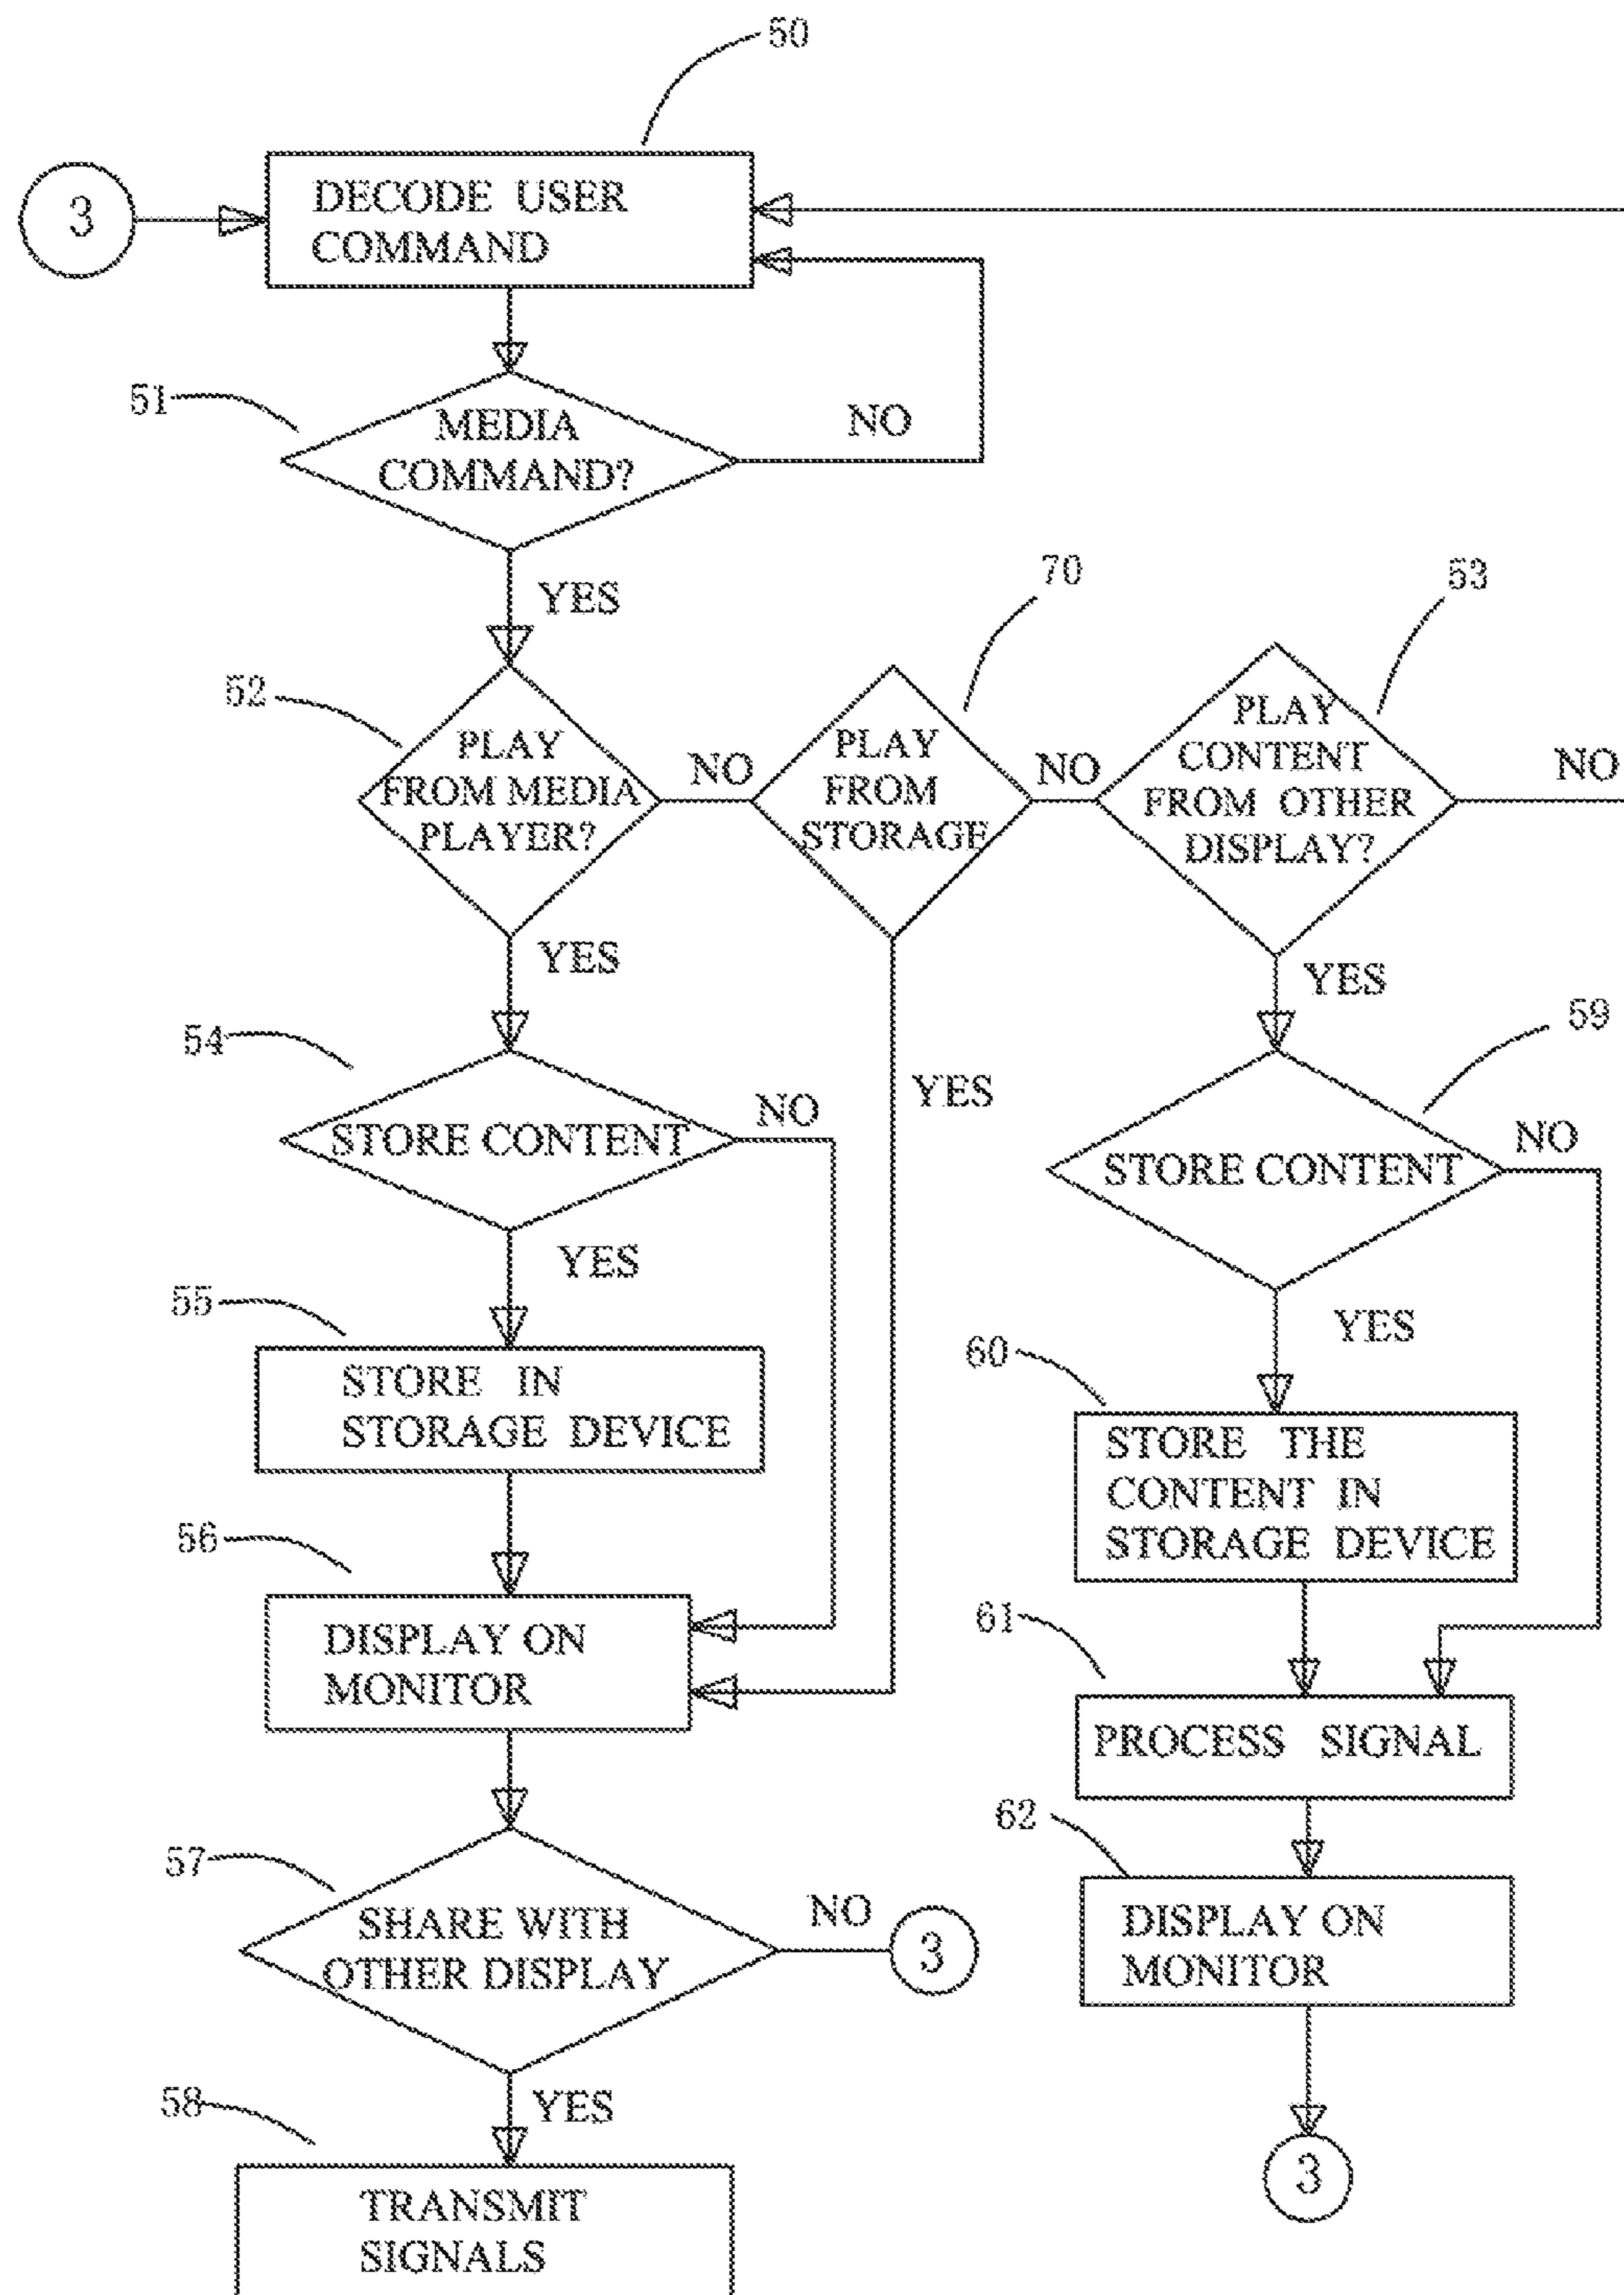 50
3
DECODE USER
COMMAND
51
MEDIA
COMMAND?
NO
YES
70
53
52
PLAY
FROM MEDIA
PLAYER?
NO
PLAY
FROM
STORAGE
NO
PLAY
CONTENT
FROM OTHER
DISPLAY?
NO
YES
YES
YES
54
STORE CONTENT
NO
59
STORE CONTENT
NO
YES
YES
55
STORE IN
STORAGE DEVICE
60
STORE THE
CONTENT IN
STORAGE DEVICE
56
DISPLAY ON
MONITOR
61
PROCESS SIGNAL
62
DISPLAY ON
MONITOR
57
SHARE WITH
OTHER DISPLAY
NO
3
YES
3
58
TRANSMIT
SIGNALS